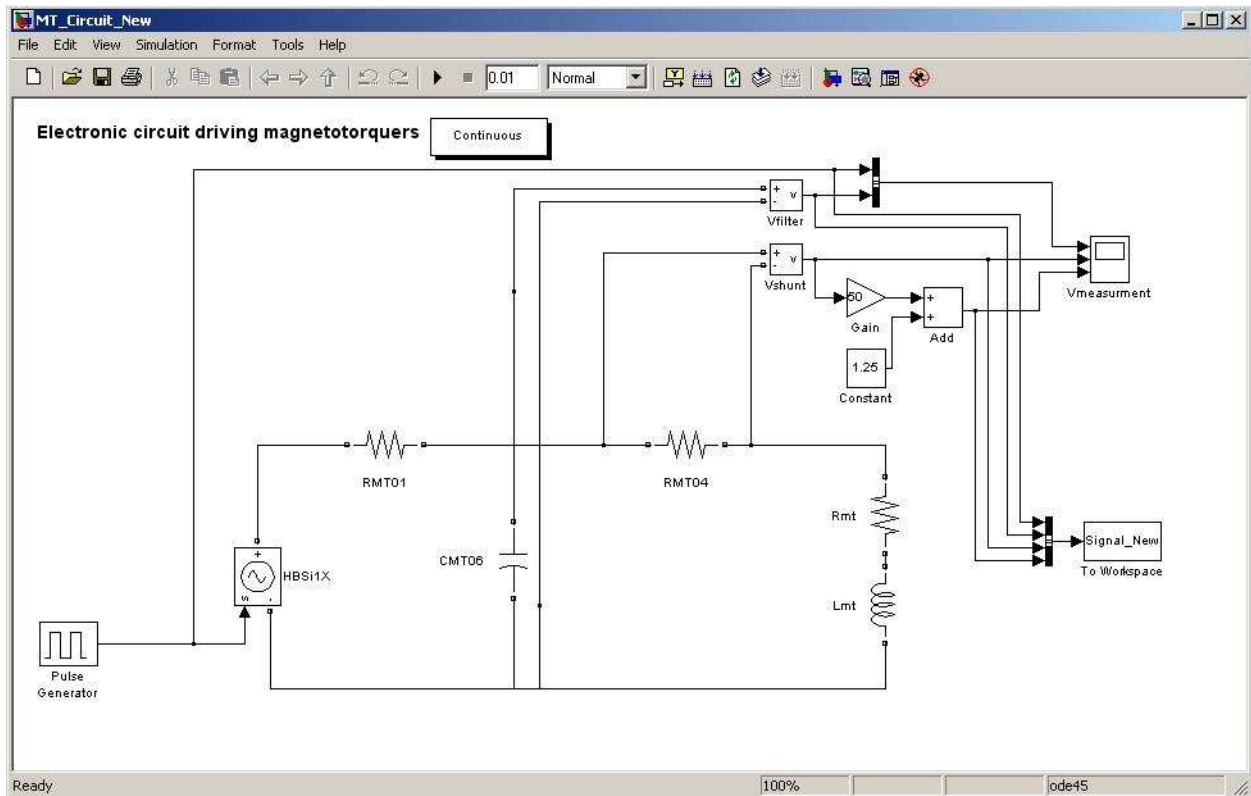 MT_Circuit_New
File Edit View Simulation Format Tools Help
0.01 Normal
Electronic circuit driving magnetotorquers
Continuous
+ - v
Vfilter
+ - v
Vshunt
50
Gain
+
+
Add
Vmeasurment
1.25
Constant
RMT01
RMT04
Rmt
CMT06
Signal_New
To Workspace
+
HBSi1X
s -
Lmt
Pulse
Generator
Ready 100% ode45